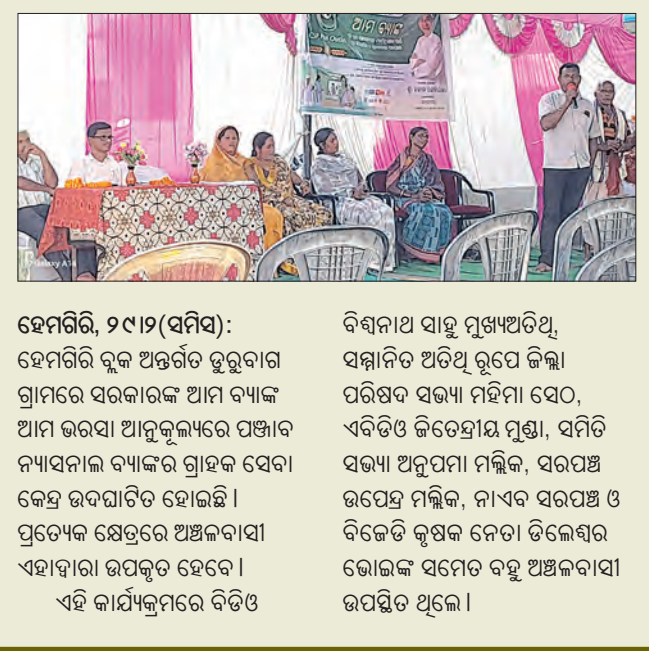 ଆମ ବ୍ୟାଙ୍କ
ହେମଗିରି, ୨୯।୨(ସମିସ):
ହେମଗିରି ବ୍ଲକ ଅନ୍ତର୍ଗତ ଡୁରୁବାଗ
ଗ୍ରାମରେ ସରକାରଙ୍କ ଆମ ବ୍ୟାଙ୍କ
ଆମ ଭରସା ଆନୁକୂଲ୍ୟରେ ପଞ୍ଜାବ
ନ୍ୟାସନାଲ ବ୍ୟାଙ୍କର ଗ୍ରାହକ ସେବା
କେନ୍ଦ୍ର ଉଦଘାଟିତ ହୋଇଛି।
ପ୍ରତ୍ୟେକ କ୍ଷେତ୍ରରେ ଅଞ୍ଚଳବାସୀ
ଏହାଦ୍ୱାରା ଉପକୃତ ହେବେ।
ଏହି କାର୍ଯ୍ୟକ୍ରମରେ ବିଡିଓ
ବିଶ୍ୱନାଥ ସାହୁ ମୁଖ୍ୟଅତିଥି,
ସମ୍ମାନିତ ଅତିଥି ରୂପେ ଜିଲ୍ଲା
ପରିଷଦ ସଭ୍ୟା ମହିମା ସେଠ,
ଏବିଡିଓ ଜିତେନ୍ଦ୍ରୀୟ ମୁଣ୍ଡା, ସମିତି
ସଭ୍ୟା ଅନୁପମା ମଲ୍ଲିକ, ସରପଞ୍ଚ
ଉପେନ୍ଦ୍ର ମଲ୍ଲିକ, ନାଏବ ସରପଞ୍ଚ ଓ
ବିଜେଡି କୃଷକ ନେତା ଡିଲେଶ୍ୱର
ଭୋଇଙ୍କ ସମେତ ବହୁ ଅଞ୍ଚଳବାସୀ
ଉପସ୍ଥିତ ଥିଲେ।